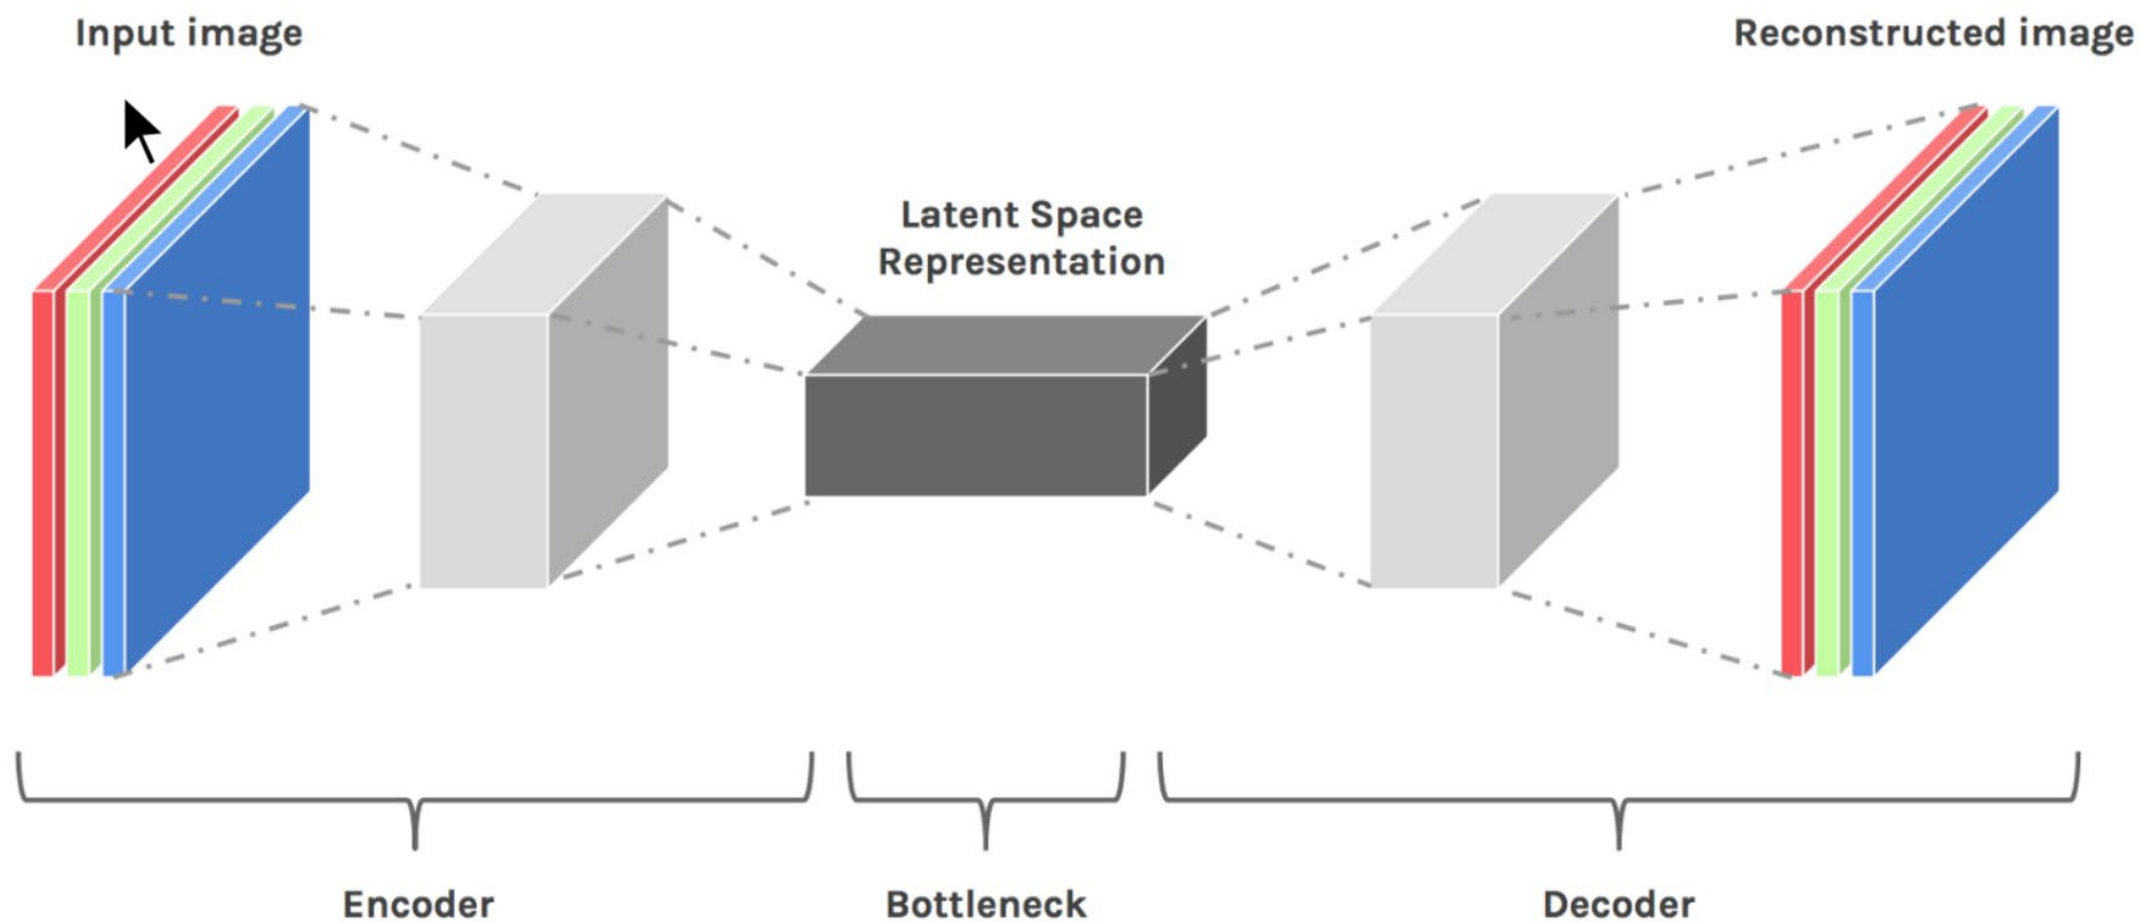 Input image
Reconstructed image
Latent Space
Representation
Encoder
Bottleneck
Decoder